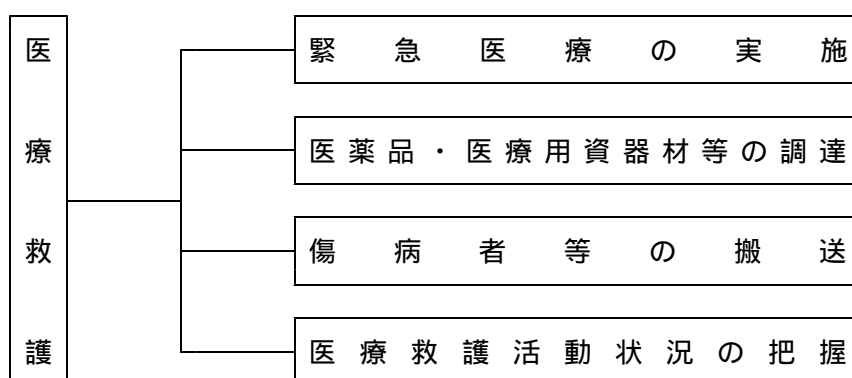 医療救護
緊急医療の実施
医薬品・医療用資器材等の調達
傷病者等の搬送
医療救護活動状況の把握